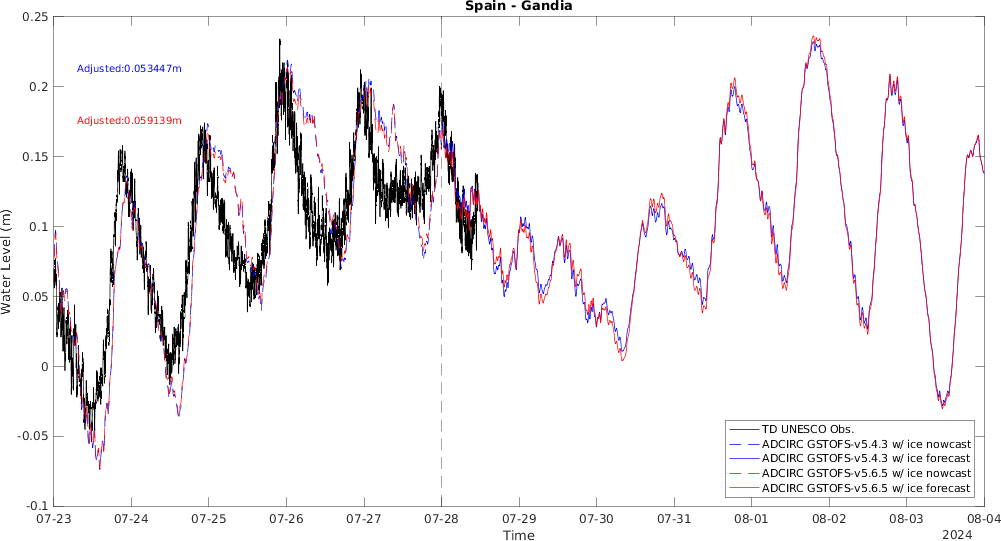 Spain - Gandia
0.25
0.2
0.15
0.1
0.05
0
-0.05
-0.1
Water Level (m)
Adjusted:0.053447m
Adjusted:0.059139m
TD UNESCO Obs.
ADCIRC GSTOFS-v5.4.3 w/ ice nowcast
ADCIRC GSTOFS-v5.4.3 w/ ice forecast
ADCIRC GSTOFS-v5.6.5 w/ ice nowcast
ADCIRC GSTOFS-v5.6.5 w/ ice forecast
07-23 07-24 07-25 07-26 07-27 07-28 07-29 07-30 07-31 08-01 08-02 08-03 08-04
Time
2024